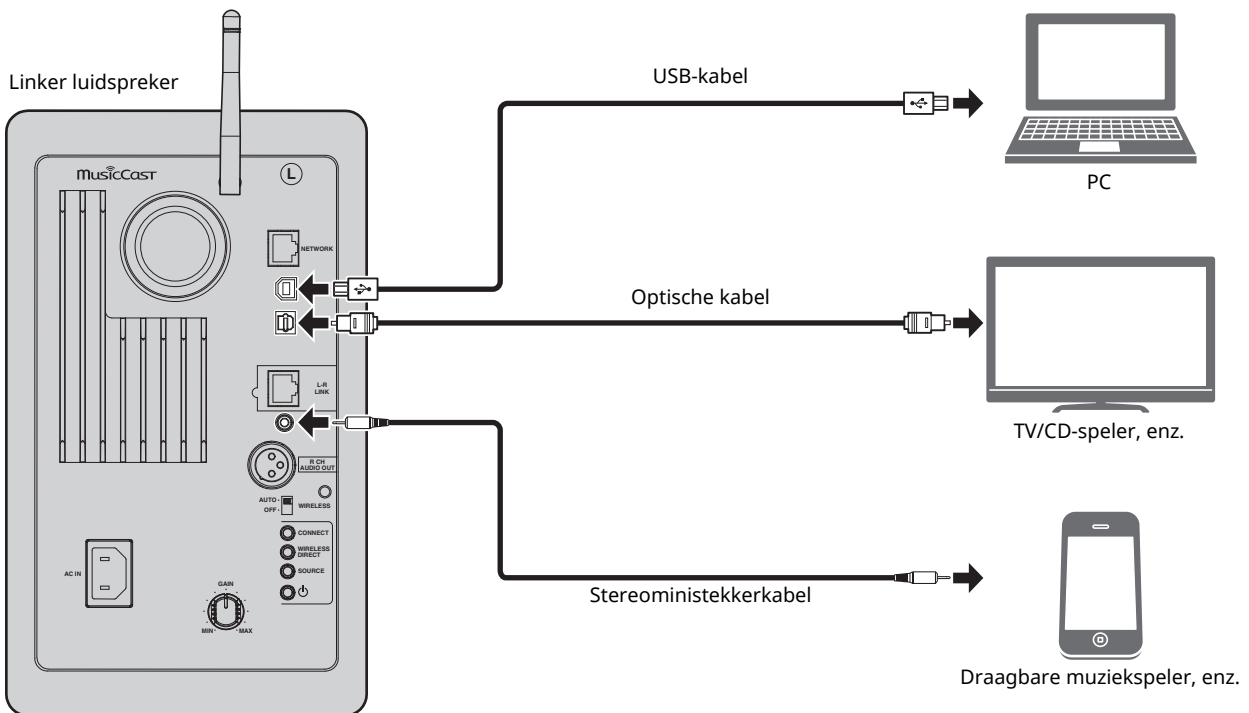 Linker luidspreker
USB-kabel
PC
MusicCast
L
NETWORK
Optische kabel
TV/CD-speler, enz.
L-R
LINK
R CH
AUDIO OUT
AUTO
OFF
WIRELESS
CONNECT
WIRELESS
DIRECT
SOURCE
AC IN
GAIN
MIN
MAX
Stereoministekkerkabel
Draagbare muziekspeler, enz.